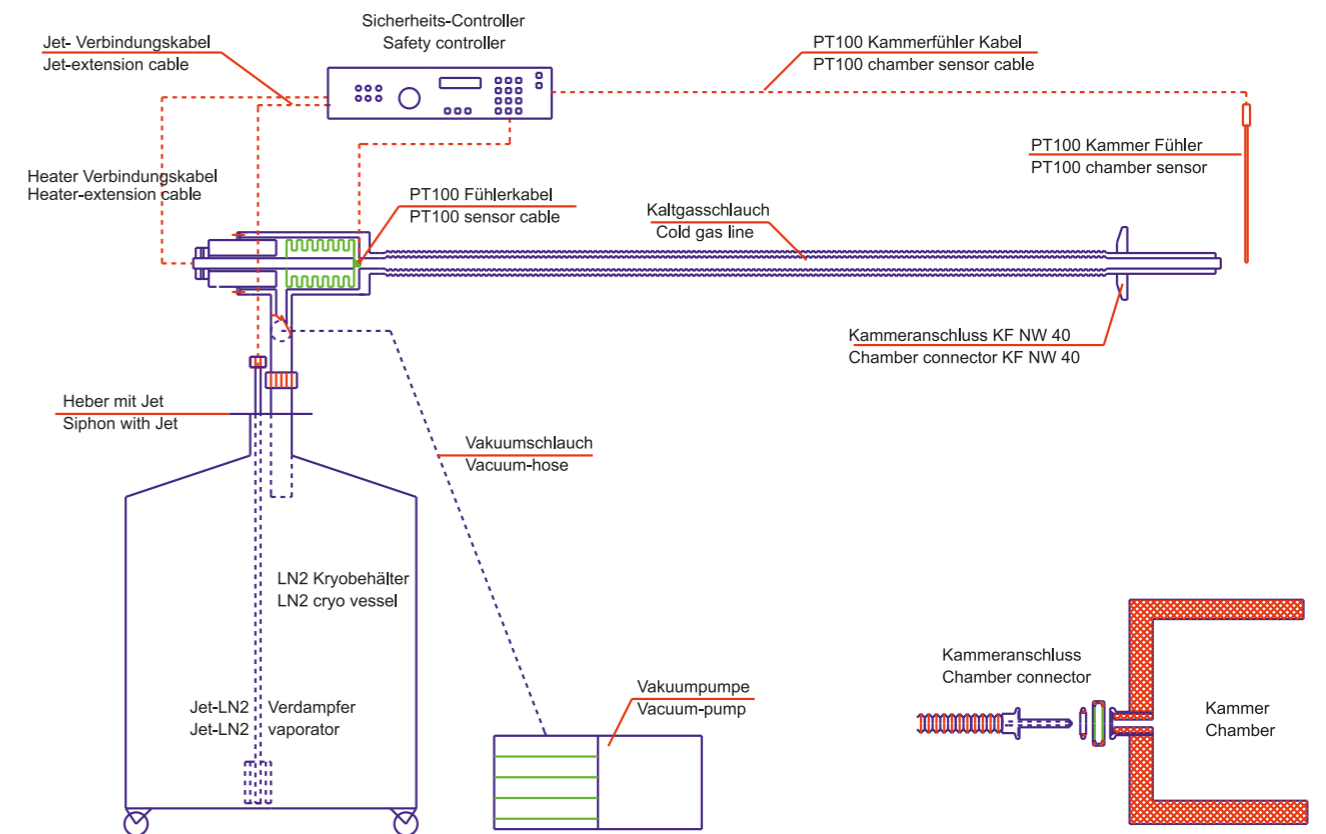 Sicherheits-Controller
Safety controller
Jet- Verbindungskabel
Jet-extension cable
PT100 Kammerfühler Kabel
PT100 chamber sensor cable
PT100 Kammer Fühler
PT100 chamber sensor
Heater Verbindungskabel
Heater-extension cable
PT100 Fühlerkabel
PT100 sensor cable
Kaltgasschlauch
Cold gas line
Kammeranschluss KF NW 40
Chamber connector KF NW 40
Heber mit Jet
Siphon with Jet
Vakuumschlauch
Vacuum-hose
LN2 Kryobehälter
LN2 cryo vessel
Jet-LN2 Verdampfer
Jet-LN2 vaporator
Vakuumpumpe
Vacuum-pump
Kammeranschluss
Chamber connector
Kammer
Chamber